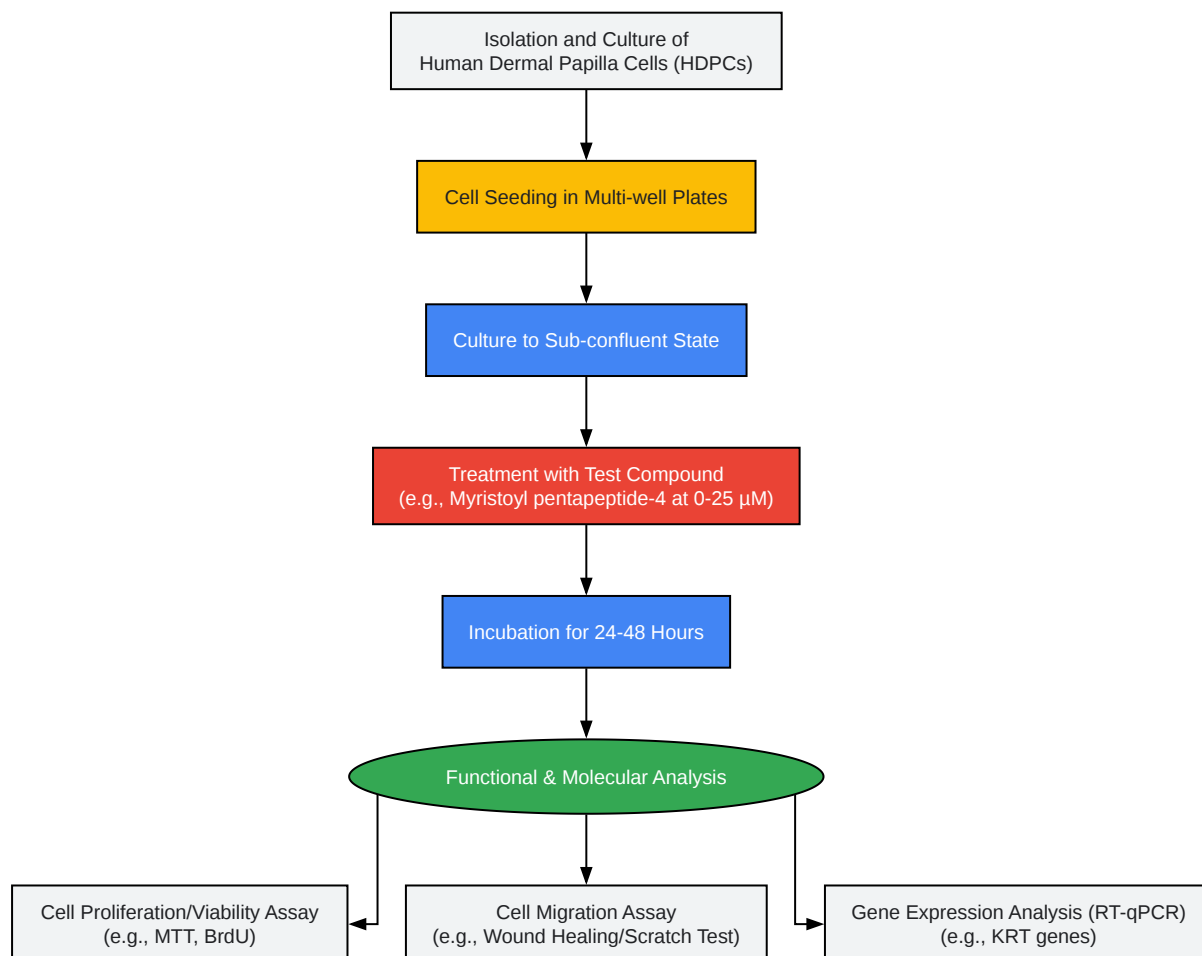 Isolation and Culture of
Human Dermal Papilla Cells (HDPCs)
Cell Seeding in Multi-well Plates
Culture to Sub-confluent State
Treatment with Test Compound
(e.g., Myristoyl pentapeptide-4 at 0-25 µM)
Incubation for 24-48 Hours
Functional & Molecular Analysis
Cell Proliferation/Viability Assay
(e.g., MTT, BrdU)
Cell Migration Assay
(e.g., Wound Healing/Scratch Test)
Gene Expression Analysis (RT-qPCR)
(e.g., KRT genes)